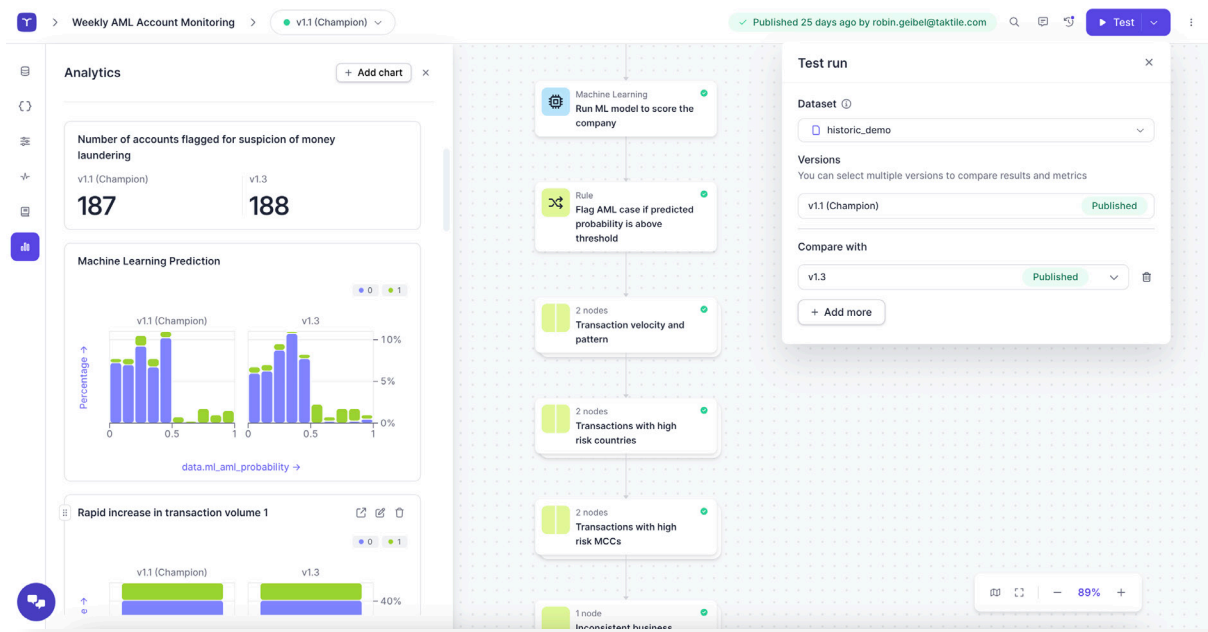 Weekly AML Account Monitoring
v1.1 (Champion)
Published 25 days ago by robin.geibel@taktile.com
Test
Analytics
+ Add chart
Number of accounts flagged for suspicion of money
laundering
v1.1 (Champion)
v1.3
187
188
Machine Learning Prediction
0
1
v1.1 (Champion)
v1.3
Percentage →
10%
5%
0%
0
0.5
1
0
0.5
1
data.ml_aml_probability →
Rapid increase in transaction volume 1
0
1
v1.1 (Champion)
v1.3
40%
Machine Learning
Run ML model to score the
company
Rule
Flag AML case if predicted
probability is above
threshold
2 nodes
Transaction velocity and
pattern
2 nodes
Transactions with high
risk countries
2 nodes
Transactions with high
risk MCCs
1 node
Inconsistent business
Test run
Dataset
historic_demo
Versions
You can select multiple versions to compare results and metrics
v1.1 (Champion)
Published
Compare with
v1.3
Published
+ Add more
89%